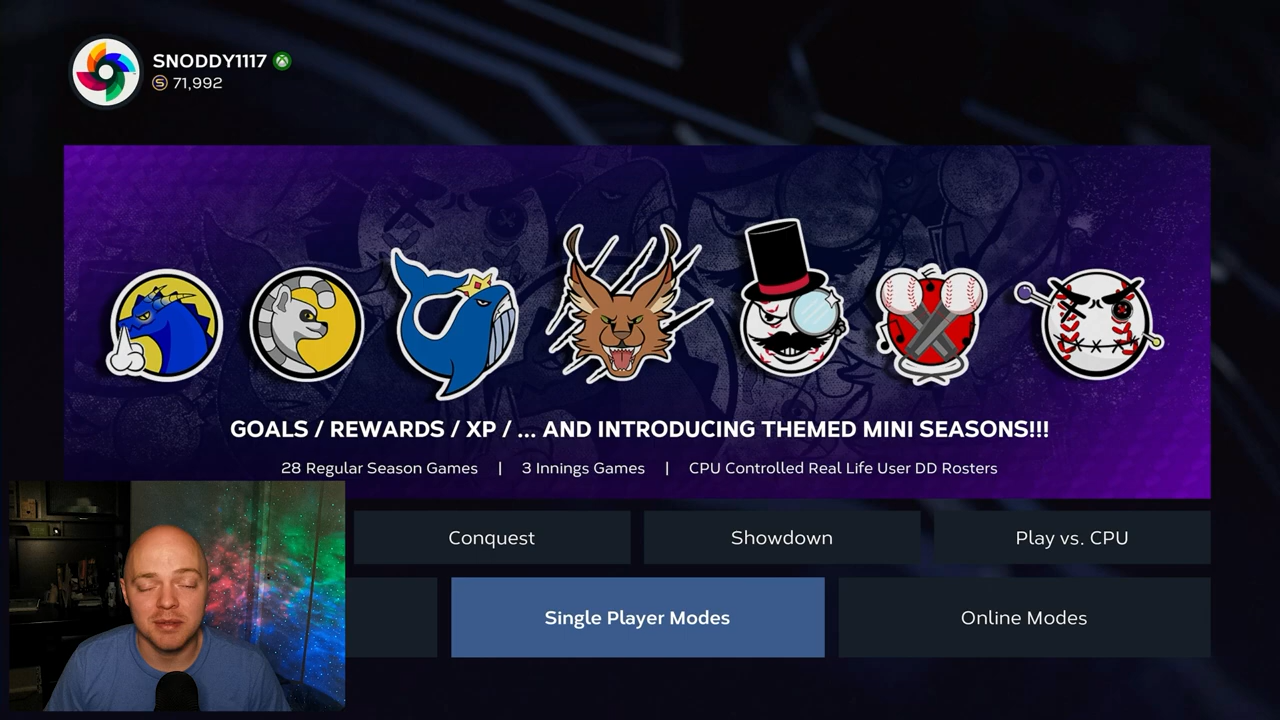 SNODDY1117
S 71,992
GOALS / REWARDS / XP / ... AND INTRODUCING THEMED MINI SEASONS!!!
28 Regular Season Games | 3 Innings Games | CPU Controlled Real Life User DD Rosters
Conquest
Showdown
Play vs. CPU
Single Player Modes
Online Modes